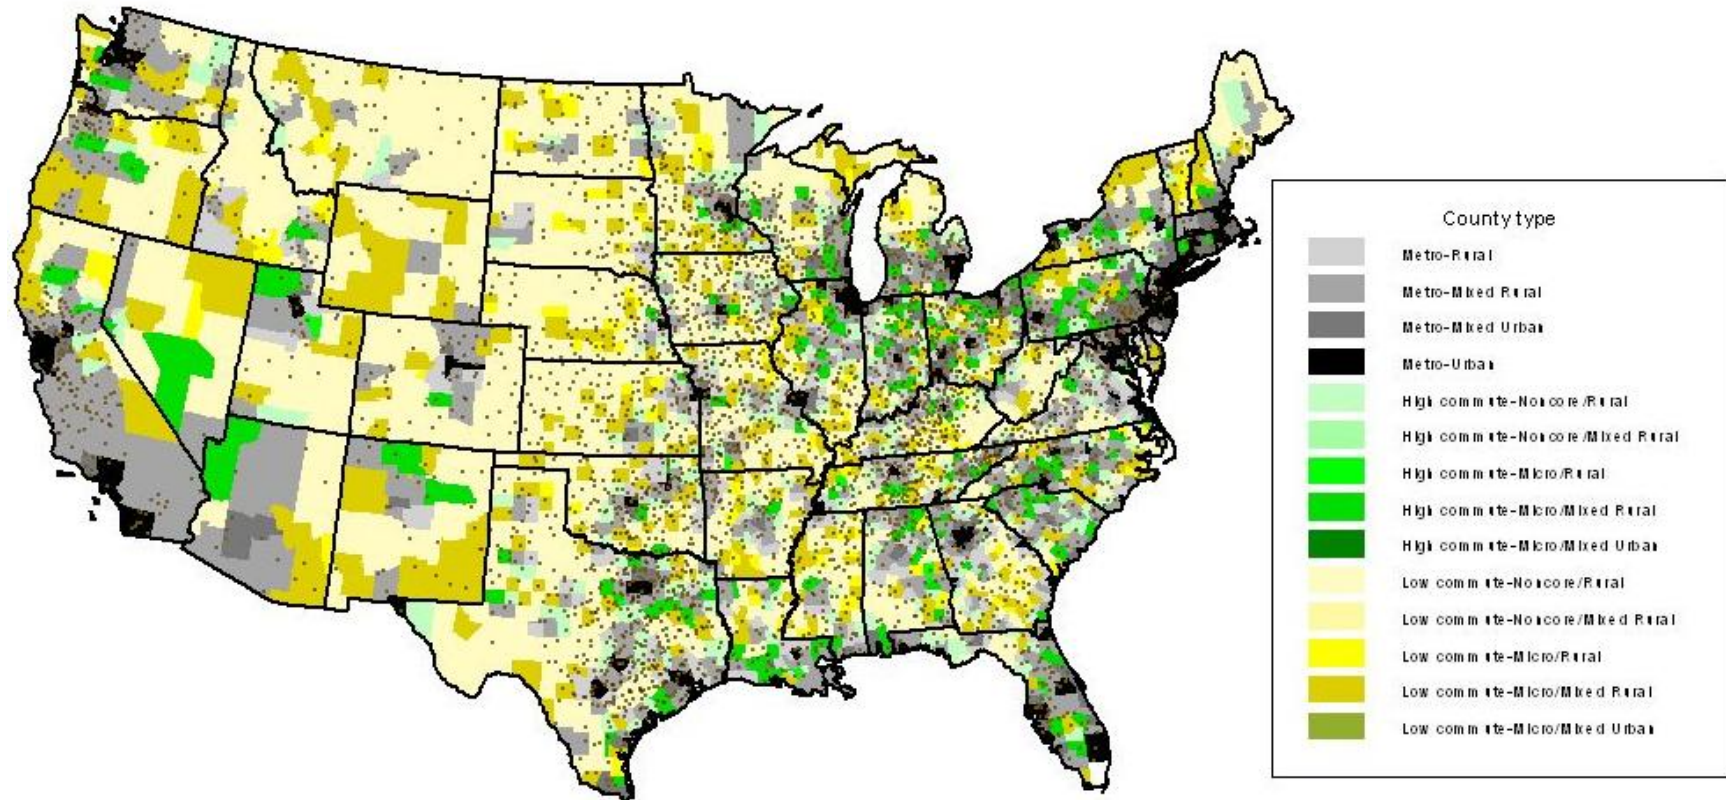 County type
Metro-Rural
Metro-Mixed Rural
Metro-Mixed Urban
Metro-Urban
High commute-Noncore/Rural
High commute-Noncore/Mixed Rural
High commute-Micro/Rural
High commute-Micro/Mixed Rural
High commute-Micro/Mixed Urban
Low commute-Noncore/Rural
Low commute-Noncore/Mixed Rural
Low commute-Micro/Rural
Low commute-Micro/Mixed Rural
Low commute-Micro/Mixed Urban